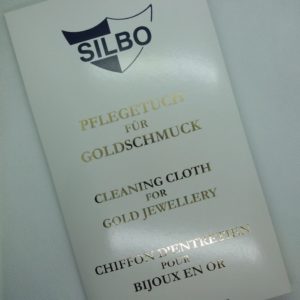 SILBO
PFLEGETUCH
FÜR
GOLDSCHMUCK
CLEANING CLOTH
FOR
GOLD JEWELLERY
CHIFFON D'ENTRETIEN
POUR
BIJOUX EN OR